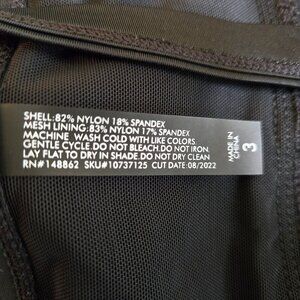 SHELL:82% NYLON 18% SPANDEX
MESH LINING:83% NYLON 17% SPANDEX
MACHINE WASH COLD WITH LIKE COLORS
GENTLE CYCLE.DO NOT BLEACH.DO NOT IRON.
LAY FLAT TO DRY IN SHADE.DO NOT DRY CLEAN
RN#148862 SKU#10737125 CUT DATE:08/2022
MADE IN
CHINA
3